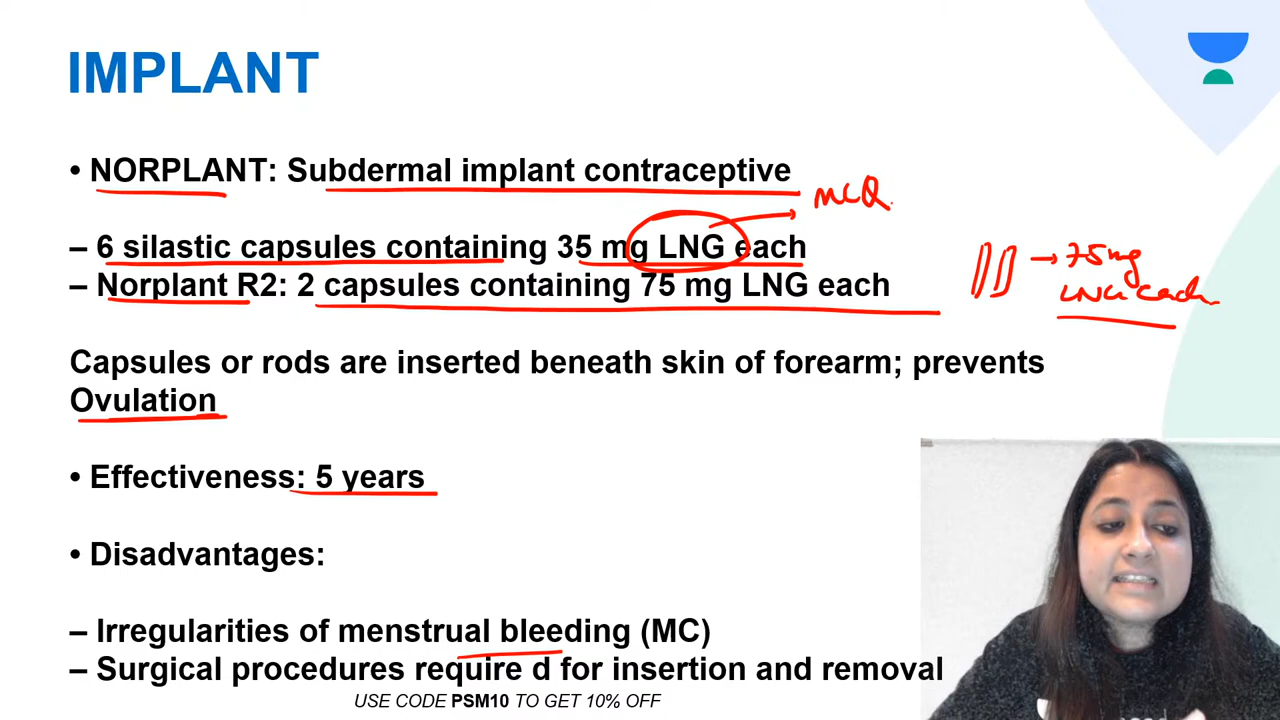 IMPLANT
• NORPLANT: Subdermal implant contraceptive
MCQ
– 6 silastic capsules containing 35 mg LNG each
– Norplant R2: 2 capsules containing 75 mg LNG each
→ 75mg
LNG each
Capsules or rods are inserted beneath skin of forearm; prevents
Ovulation
• Effectiveness: 5 years
• Disadvantages:
– Irregularities of menstrual bleeding (MC)
– Surgical procedures require d for insertion and removal
USE CODE PSM10 TO GET 10% OFF